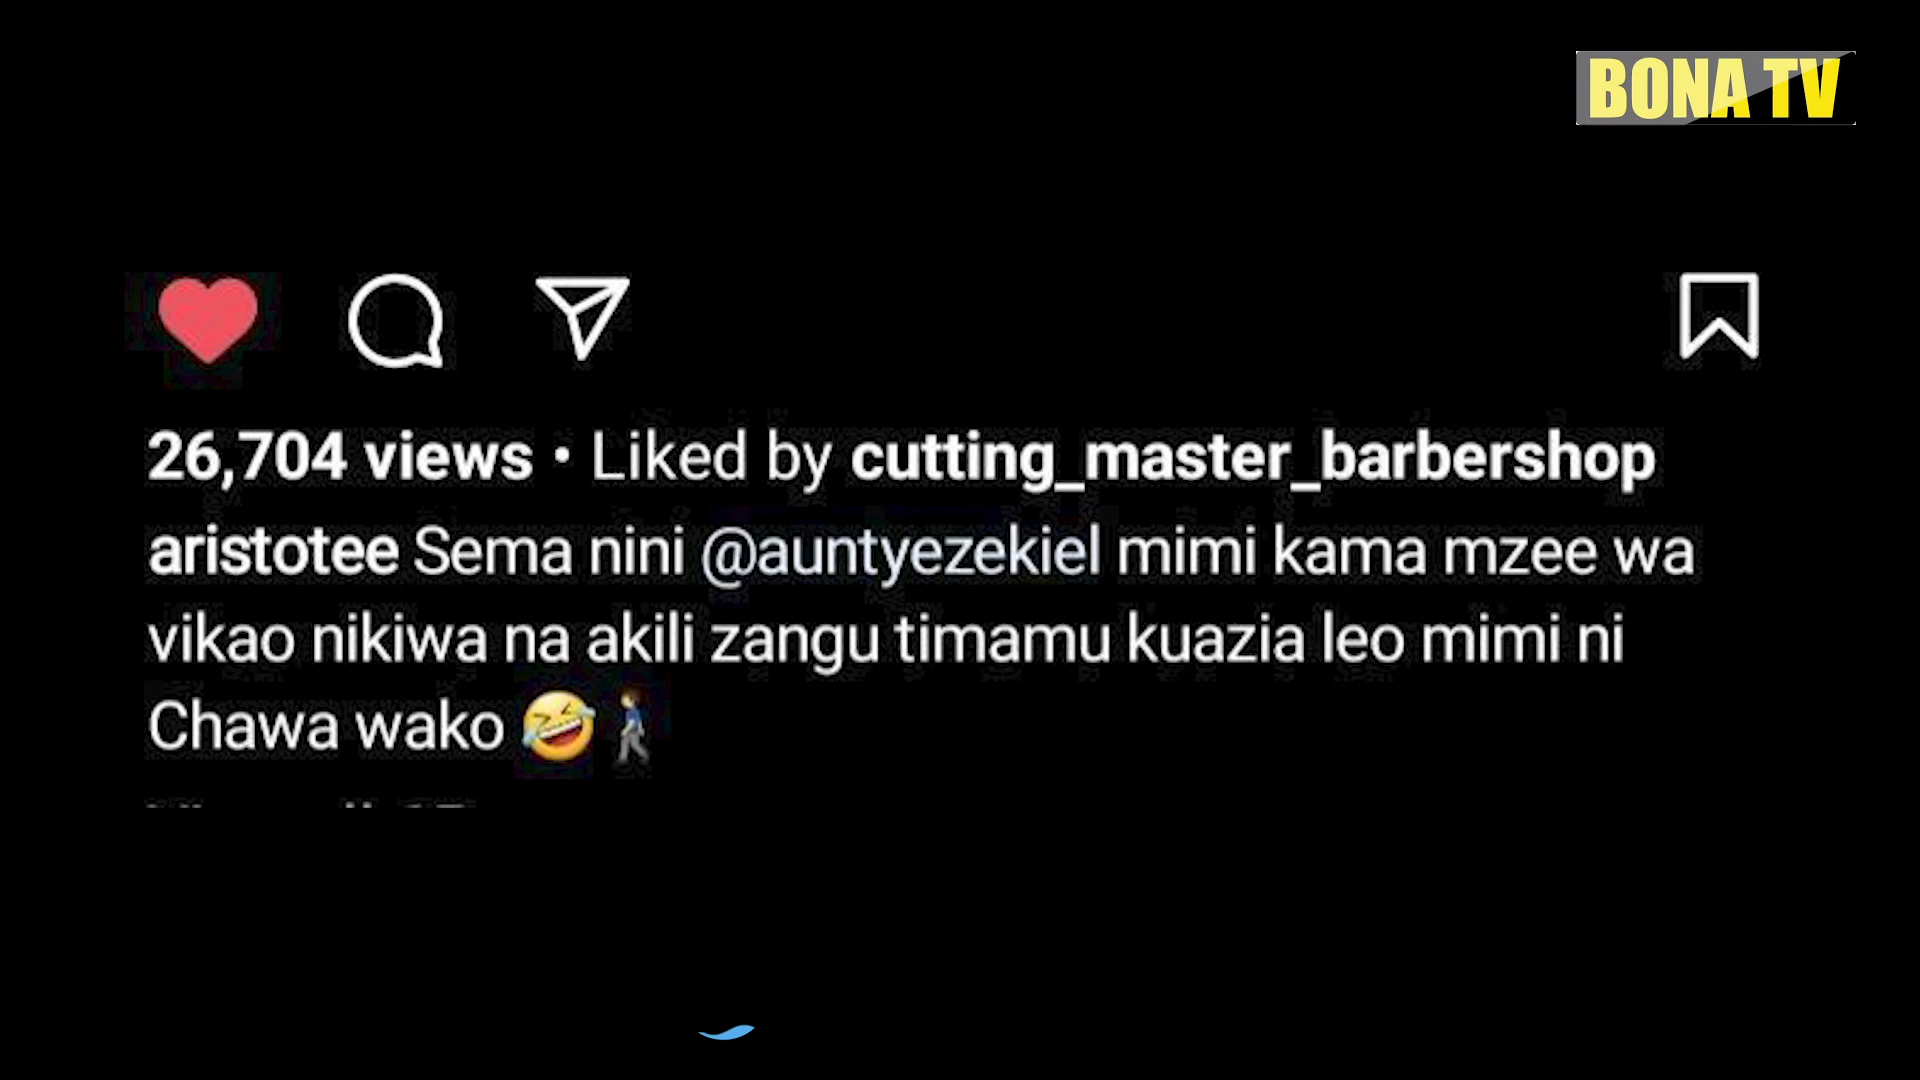 BONA TV
26,704 views • Liked by cutting_master_barbershop
aristotee Sema nini @auntyezekiel mimi kama mzee wa
vikao nikiwa na akili zangu timamu kuazia leo mimi ni
Chawa wako 🤣🚶